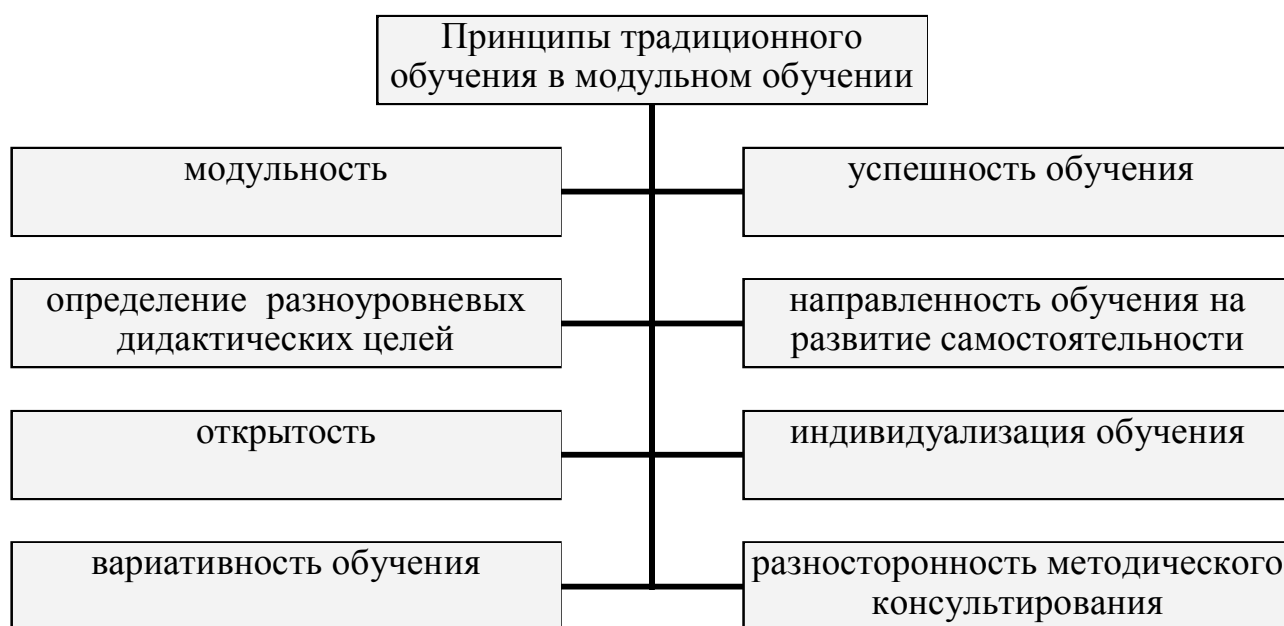 Принципы традиционного
обучения в модульном обучении
модульность
успешность обучения
определение разноуровневых
дидактических целей
направленность обучения на
развитие самостоятельности
открытость
индивидуализация обучения
вариативность обучения
разносторонность методического
консультирования